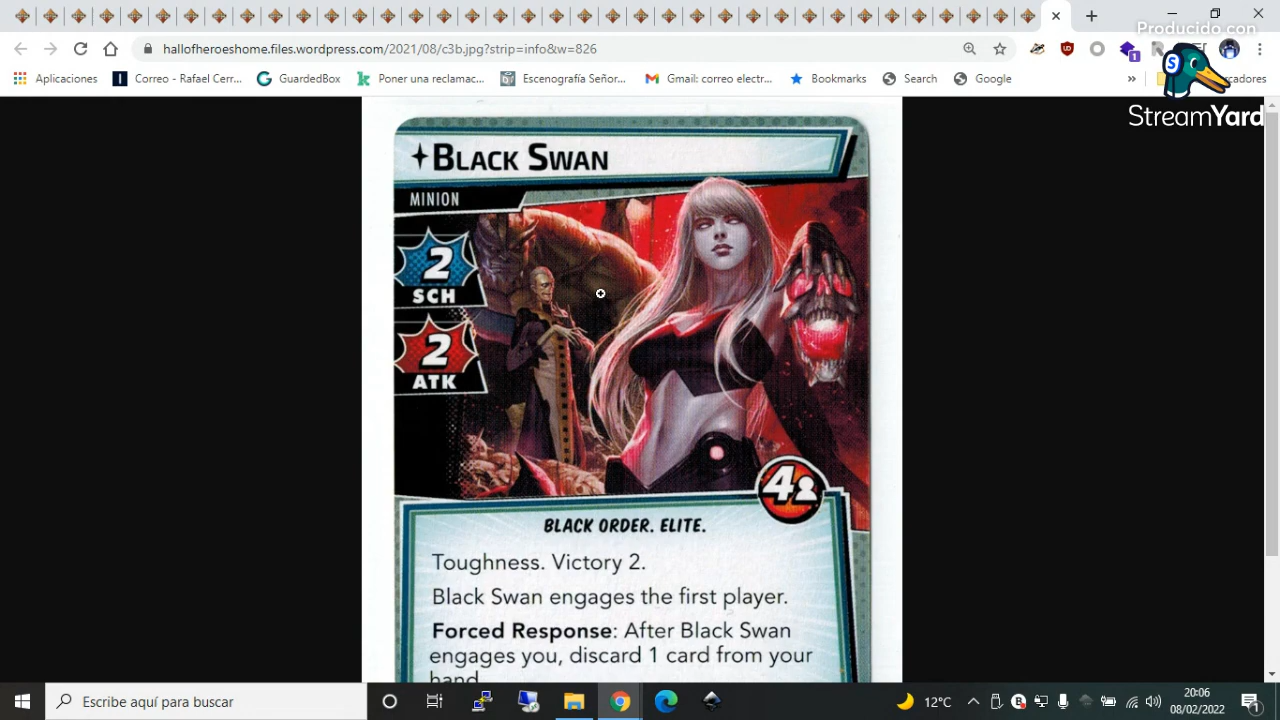 Producido con
StreamYard
hallofheroeshome.files.wordpress.com/2021/08/c3b.jpg?strip=info&w=826
1
Aplicaciones
Correo - Rafael Cerr...
GuardedBox
Poner una reclamac...
Escenografía Señor...
Gmail: correo electr...
Bookmarks
Search
Google
»
BLACK SWAN
MINION
2
SCH
2
ATK
4
BLACK ORDER. ELITE.
Toughness. Victory 2.
Black Swan engages the first player.
Forced Response: After Black Swan
engages you, discard 1 card from your
hand
Escribe aquí para buscar
12°C
20:06
08/02/2022
1